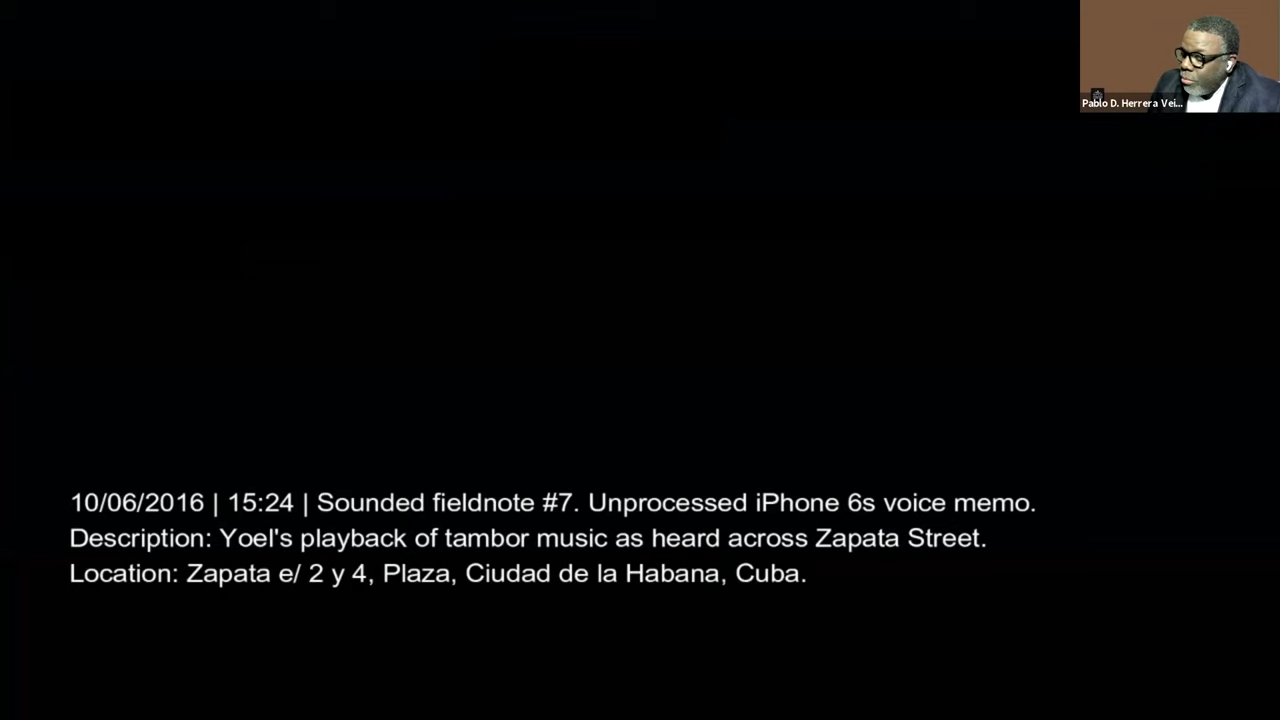 Pablo D. Herrera Vei...
10/06/2016 | 15:24 | Sounded fieldnote #7. Unprocessed iPhone 6s voice memo.
Description: Yoel's playback of tambor music as heard across Zapata Street.
Location: Zapata e/ 2 y 4, Plaza, Ciudad de la Habana, Cuba.